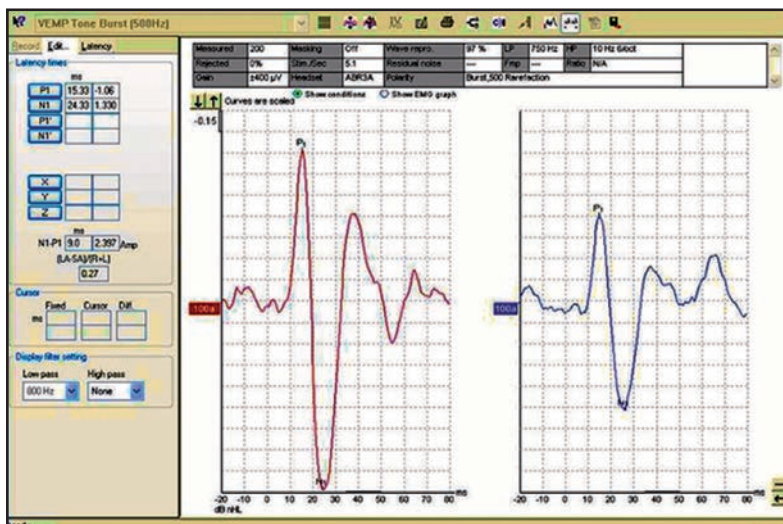 VEMP Tone Burst (500Hz)
Record Edit... Latency
Measured 200 Masking Off Wave repro. 97 % LP 750 Hz HP 10 Hz 6/oct
Rejected 0% Stim./Sec 5.1 Residual noise --- Fmp --- Ratio N/A
Gain ±400 µV Headset ABR3A Polarity Burst,500 Rarefaction
Show conditions Show EMG graph
Curves are scaled
-0.15
Latency times
ms
P1 15.33 -1.06
N1 24.33 1.330
P1'
N1'
X
Y
Z
ms
N1-P1 9.0 2.397 Amp
(LA-SA)/(R+L)
0.27
Cursor
Fixed Cursor Diff.
ms
Display filter setting
Low pass High pass
800 Hz None
P1
N1
100
-20 -10 0 10 20 30 40 50 60 70 80 ms
dB nHL
P1
N1
100
-20 -10 0 10 20 30 40 50 60 70 80 ms